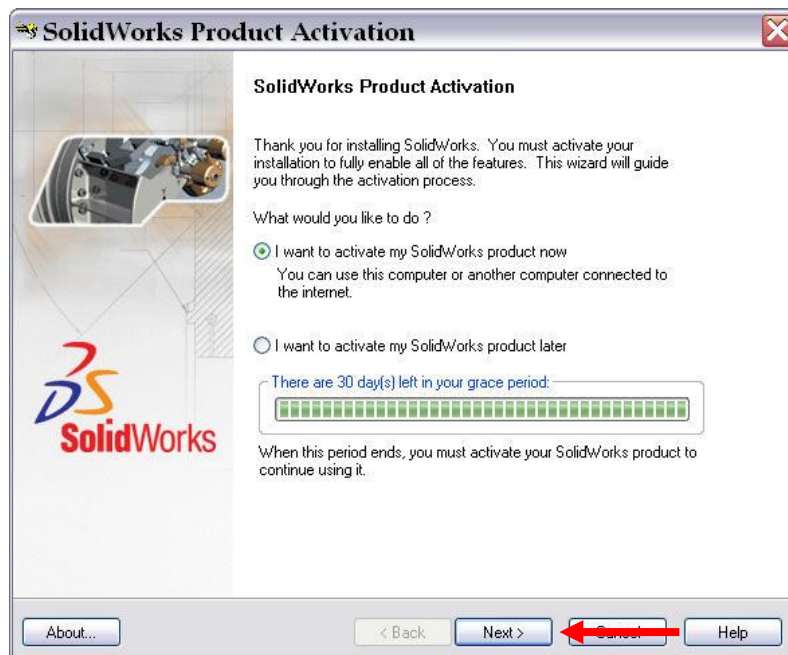 SolidWorks Product Activation
SolidWorks Product Activation
Thank you for installing SolidWorks. You must activate your
installation to fully enable all of the features. This wizard will guide
you through the activation process.
What would you like to do ?
I want to activate my SolidWorks product now
You can use this computer or another computer connected to
the internet.
I want to activate my SolidWorks product later
There are 30 day(s) left in your grace period:
When this period ends, you must activate your SolidWorks product to
continue using it.
SolidWorks
About...
< Back
Next >
Cancel
Help